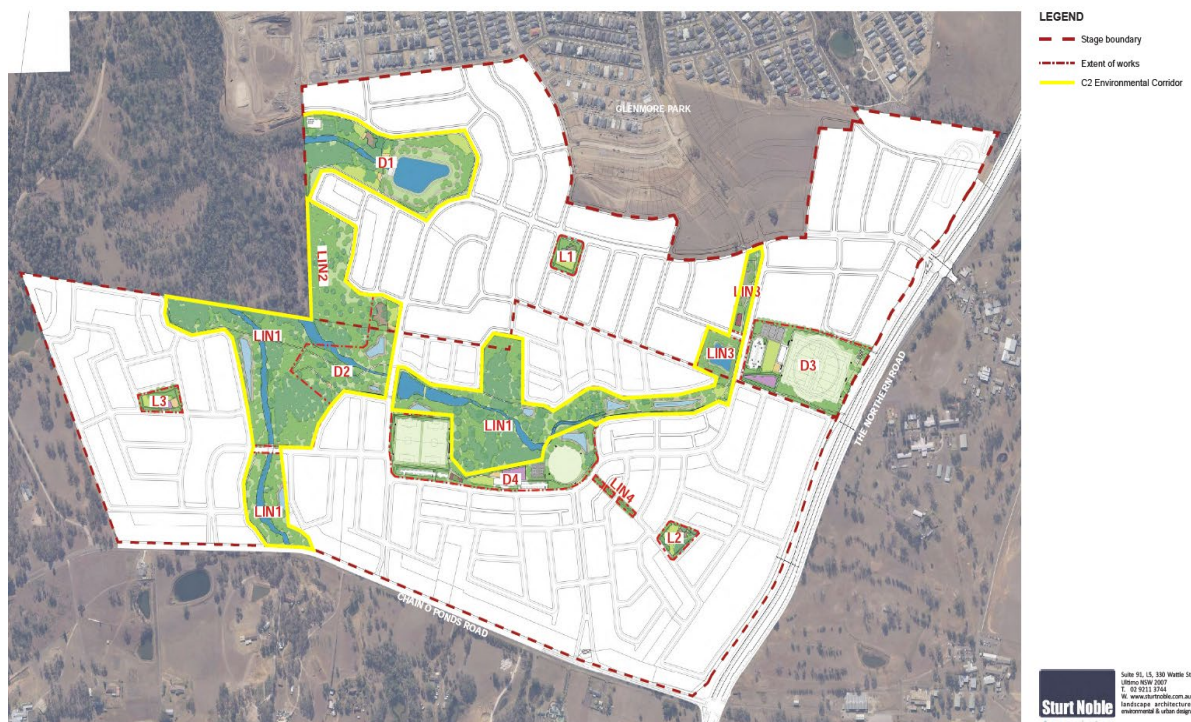 LEGEND
Stage boundary
Extent of works
C2 Environmental Corridor
GLENMORE PARK
D1
LIN2
L1
LIN3
LIN1
LIN3
D3
D2
L3
THE NORTHERN ROAD
LIN1
D4
LIN4
LIN1
L2
CHAIN O PONDS ROAD
Sturt Noble
Suite 91, L5, 330 Wattle St
Ultimo NSW 2007
T. 02 9211 3744
W. www.sturtnoble.com.au
landscape architecture
environmental & urban design